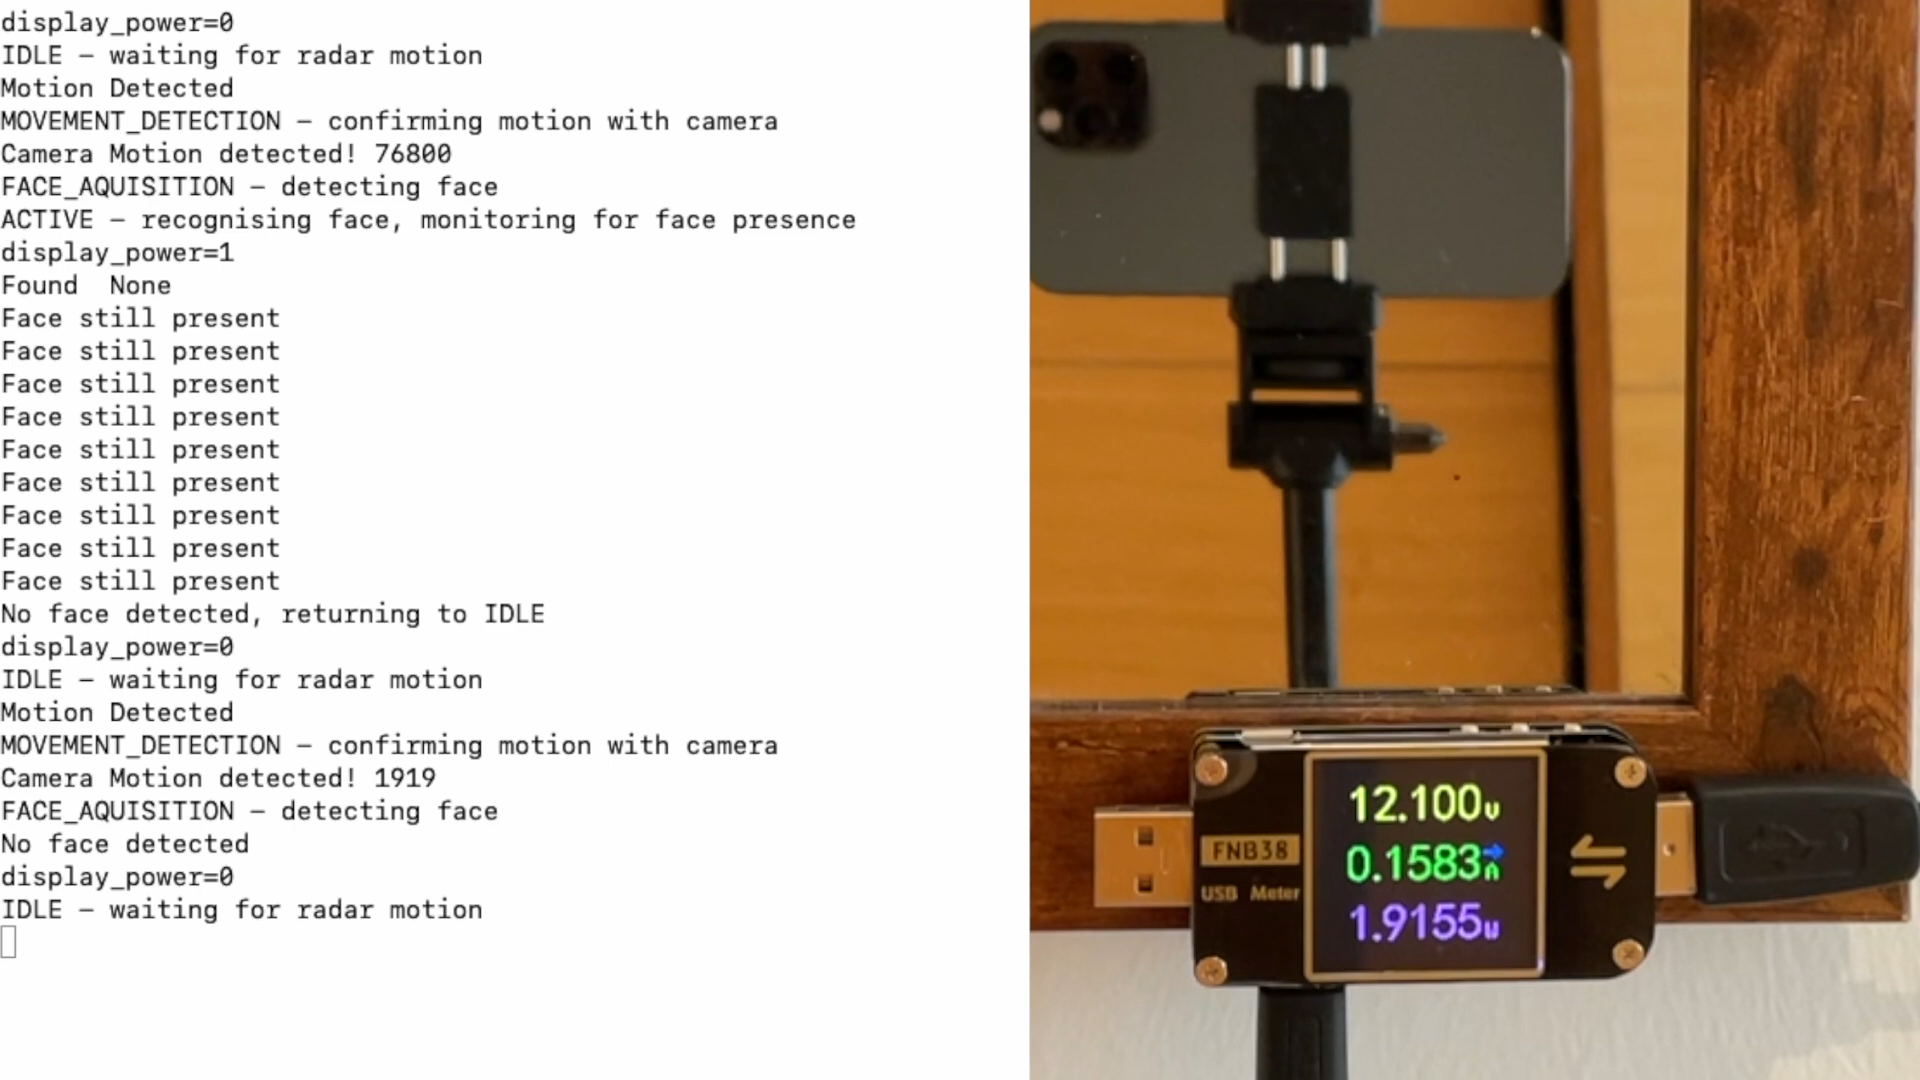 display_power=0
IDLE – waiting for radar motion
Motion Detected
MOVEMENT_DETECTION – confirming motion with camera
Camera Motion detected! 76800
FACE_AQUISITION – detecting face
ACTIVE – recognising face, monitoring for face presence
display_power=1
Found  None
Face still present
Face still present
Face still present
Face still present
Face still present
Face still present
Face still present
Face still present
Face still present
No face detected, returning to IDLE
display_power=0
IDLE – waiting for radar motion
Motion Detected
MOVEMENT_DETECTION – confirming motion with camera
Camera Motion detected! 1919
FACE_AQUISITION – detecting face
No face detected
display_power=0
IDLE – waiting for radar motion
12.100V
0.1583A
1.9155W
FNB38
USB Meter